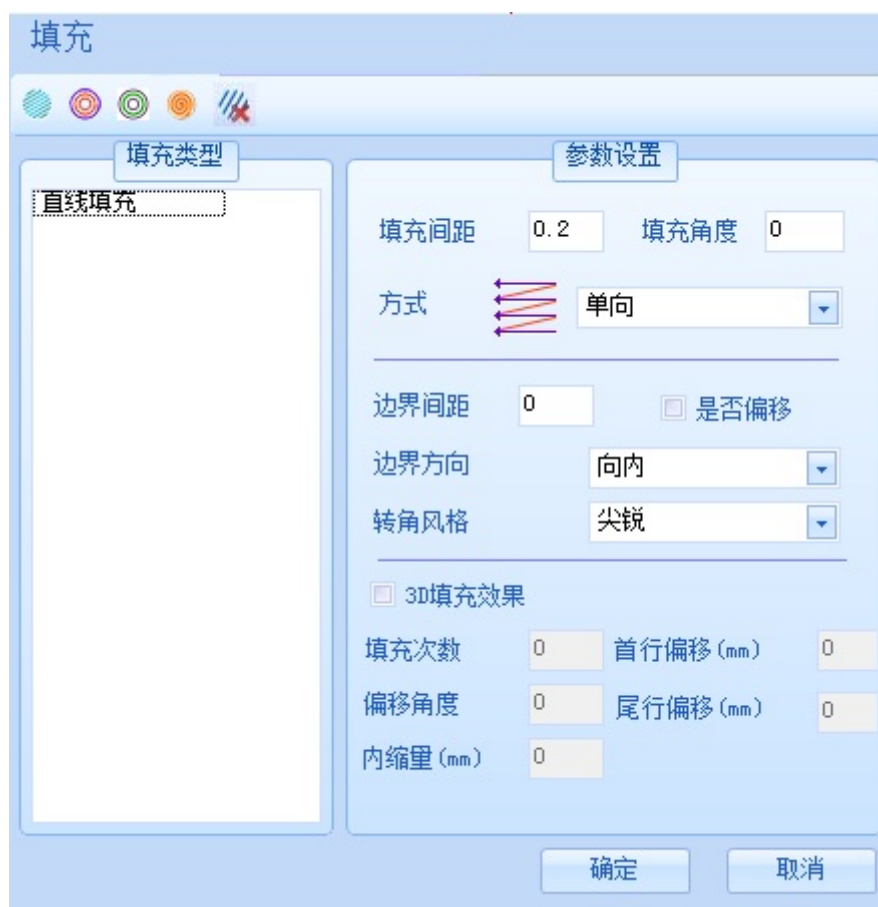 填充
填充类型
参数设置
直线填充
填充间距 0.2 填充角度 0
方式 单向
边界间距 0 是否偏移
边界方向 向内
转角风格 尖锐
3D填充效果
填充次数 0 首行偏移(mm) 0
偏移角度 0 尾行偏移(mm) 0
内缩量(mm) 0
确定 取消